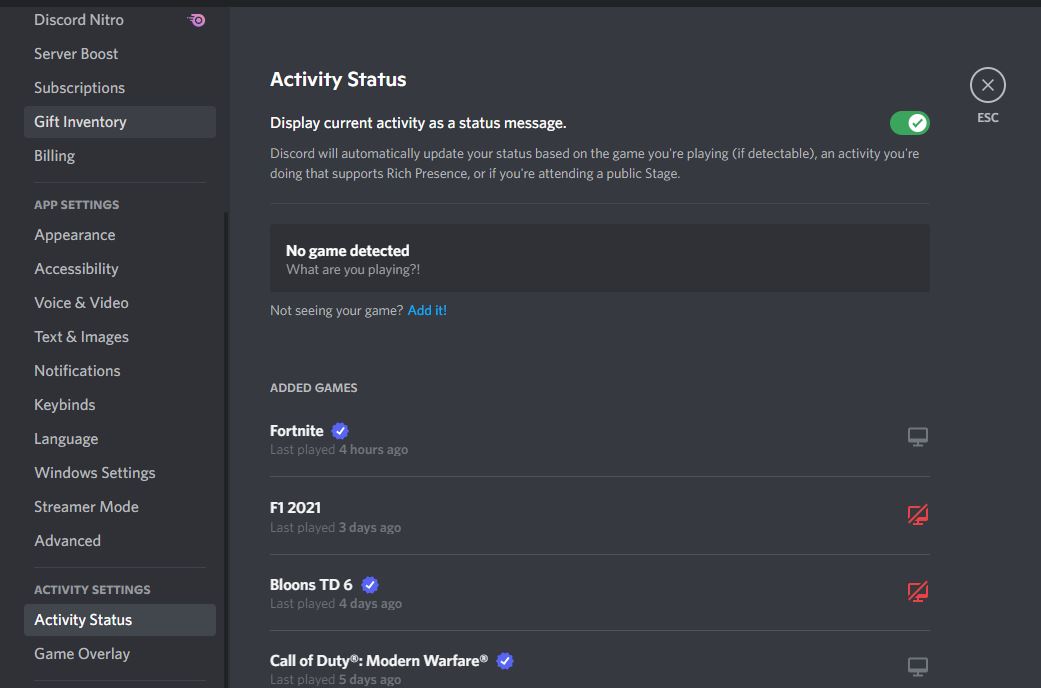 Discord Nitro
Server Boost
Subscriptions
Gift Inventory
Billing
APP SETTINGS
Appearance
Accessibility
Voice & Video
Text & Images
Notifications
Keybinds
Language
Windows Settings
Streamer Mode
Advanced
ACTIVITY SETTINGS
Activity Status
Game Overlay
Activity Status
ESC
Display current activity as a status message.
Discord will automatically update your status based on the game you're playing (if detectable), an activity you're
doing that supports Rich Presence, or if you're attending a public Stage.
No game detected
What are you playing?!
Not seeing your game? Add it!
ADDED GAMES
Fortnite
Last played 4 hours ago
F1 2021
Last played 3 days ago
Bloons TD 6
Last played 4 days ago
Call of Duty®: Modern Warfare®
Last played 5 days ago